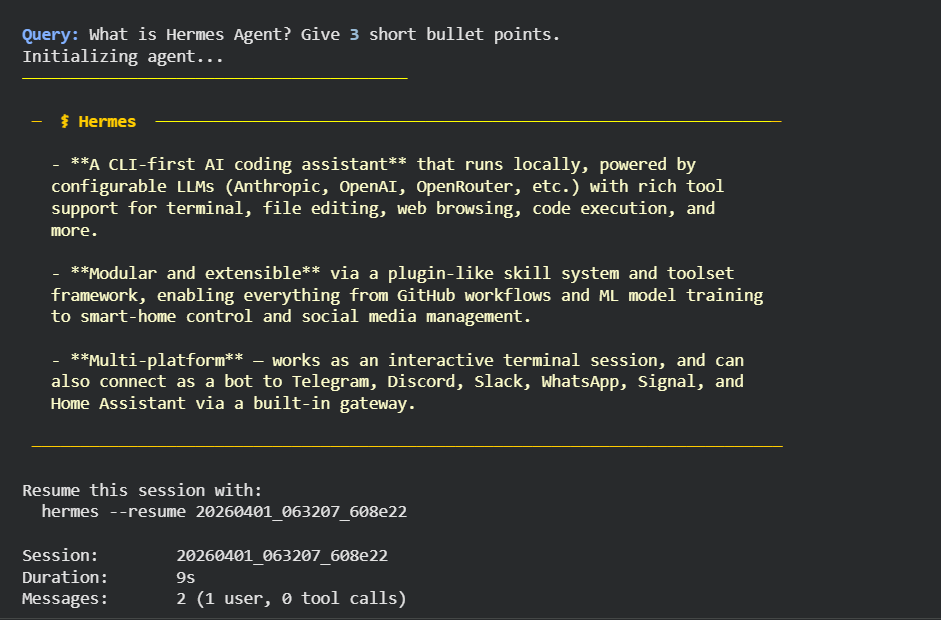 Query: What is Hermes Agent? Give 3 short bullet points.
Initializing agent...
─ ⚕ Hermes
- **A CLI-first AI coding assistant** that runs locally, powered by
configurable LLMs (Anthropic, OpenAI, OpenRouter, etc.) with rich tool
support for terminal, file editing, web browsing, code execution, and
more.
- **Modular and extensible** via a plugin-like skill system and toolset
framework, enabling everything from GitHub workflows and ML model training
to smart-home control and social media management.
- **Multi-platform** — works as an interactive terminal session, and can
also connect as a bot to Telegram, Discord, Slack, WhatsApp, Signal, and
Home Assistant via a built-in gateway.
Resume this session with:
hermes --resume 20260401_063207_608e22
Session: 20260401_063207_608e22
Duration: 9s
Messages: 2 (1 user, 0 tool calls)